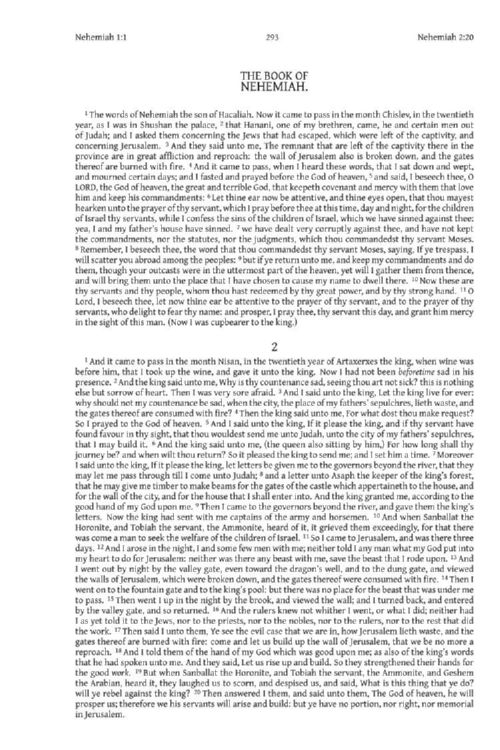 Nehemiah 1:1
293
Nehemiah 2:20
THE BOOK OF
NEHEMIAH.
1 The words of Nehemiah the son of Hacaliah. Now it came to pass in the month Chislev, in the twentieth
year, as I was in Shushan the palace, 2 that Hanani, one of my brethren, came, he and certain men out
of Judah; and I asked them concerning the Jews that had escaped, which were left of the captivity, and
concerning Jerusalem. 3 And they said unto me, The remnant that are left of the captivity there in the
province are in great affliction and reproach: the wall of Jerusalem also is broken down, and the gates
thereof are burned with fire. 4 And it came to pass, when I heard these words, that I sat down and wept,
and mourned certain days; and I fasted and prayed before the God of heaven, 5 and said, I beseech thee, O
LORD, the God of heaven, the great and terrible God, that keepeth covenant and mercy with them that love
him and keep his commandments: 6 Let thine ear now be attentive, and thine eyes open, that thou mayest
hearken unto the prayer of thy servant, which I pray before thee at this time, day and night, for the children
of Israel thy servants, while I confess the sins of the children of Israel, which we have sinned against thee:
yea, I and my father's house have sinned. 7 we have dealt very corruptly against thee, and have not kept
the commandments, nor the statutes, nor the judgments, which thou commandedst thy servant Moses.
8 Remember, I beseech thee, the word that thou commandedst thy servant Moses, saying, If ye trespass, I
will scatter you abroad among the peoples: 9 but if ye return unto me, and keep my commandments and do
them, though your outcasts were in the uttermost part of the heaven, yet will I gather them from thence,
and will bring them unto the place that I have chosen to cause my name to dwell there. 10 Now these are
thy servants and thy people, whom thou hast redeemed by thy great power, and by thy strong hand. 11 O
Lord, I beseech thee, let now thine ear be attentive to the prayer of thy servant, and to the prayer of thy
servants, who delight to fear thy name: and prosper, I pray thee, thy servant this day, and grant him mercy
in the sight of this man. (Now I was cupbearer to the king.)
2
1 And it came to pass in the month Nisan, in the twentieth year of Artaxerxes the king, when wine was
before him, that I took up the wine, and gave it unto the king. Now I had not been beforetime sad in his
presence. 2 And the king said unto me, Why is thy countenance sad, seeing thou art not sick? this is nothing
else but sorrow of heart. Then I was very sore afraid. 3 And I said unto the king, Let the king live for ever:
why should not my countenance be sad, when the city, the place of my fathers' sepulchres, lieth waste, and
the gates thereof are consumed with fire? 4 Then the king said unto me, For what dost thou make request?
So I prayed to the God of heaven. 5 And I said unto the king, If it please the king, and if thy servant have
found favour in thy sight, that thou wouldest send me unto Judah, unto the city of my fathers' sepulchres,
that I may build it. 6 And the king said unto me, (the queen also sitting by him,) For how long shall thy
journey be? and when wilt thou return? So it pleased the king to send me; and I set him a time. 7 Moreover
I said unto the king, If it please the king, let letters be given me to the governors beyond the river, that they
may let me pass through till I come unto Judah; 8 and a letter unto Asaph the keeper of the king's forest,
that he may give me timber to make beams for the gates of the castle which appertaineth to the house, and
for the wall of the city, and for the house that I shall enter into. And the king granted me, according to the
good hand of my God upon me. 9 Then I came to the governors beyond the river, and gave them the king's
letters. Now the king had sent with me captains of the army and horsemen. 10 And when Sanballat the
Horonite, and Tobiah the servant, the Ammonite, heard of it, it grieved them exceedingly, for that there
was come a man to seek the welfare of the children of Israel. 11 So I came to Jerusalem, and was there three
days. 12 And I arose in the night, I and some few men with me; neither told I any man what my God put into
my heart to do for Jerusalem: neither was there any beast with me, save the beast that I rode upon. 13 And
I went out by night by the valley gate, even toward the dragon's well, and to the dung gate, and viewed
the walls of Jerusalem, which were broken down, and the gates thereof were consumed with fire. 14 Then I
went on to the fountain gate and to the king's pool: but there was no place for the beast that was under me
to pass. 15 Then went I up in the night by the brook, and viewed the wall; and I turned back, and entered
by the valley gate, and so returned. 16 And the rulers knew not whither I went, or what I did; neither had
I as yet told it to the Jews, nor to the priests, nor to the nobles, nor to the rulers, nor to the rest that did
the work. 17 Then said I unto them, Ye see the evil case that we are in, how Jerusalem lieth waste, and the
gates thereof are burned with fire: come and let us build up the wall of Jerusalem, that we be no more a
reproach. 18 And I told them of the hand of my God which was good upon me; as also of the king's words
that he had spoken unto me. And they said, Let us rise up and build. So they strengthened their hands for
the good work. 19 But when Sanballat the Horonite, and Tobiah the servant, the Ammonite, and Geshem
the Arabian, heard it, they laughed us to scorn, and despised us, and said, What is this thing that ye do?
will ye rebel against the king? 20 Then answered I them, and said unto them, The God of heaven, he will
prosper us; therefore we his servants will arise and build: but ye have no portion, nor right, nor memorial
in Jerusalem.